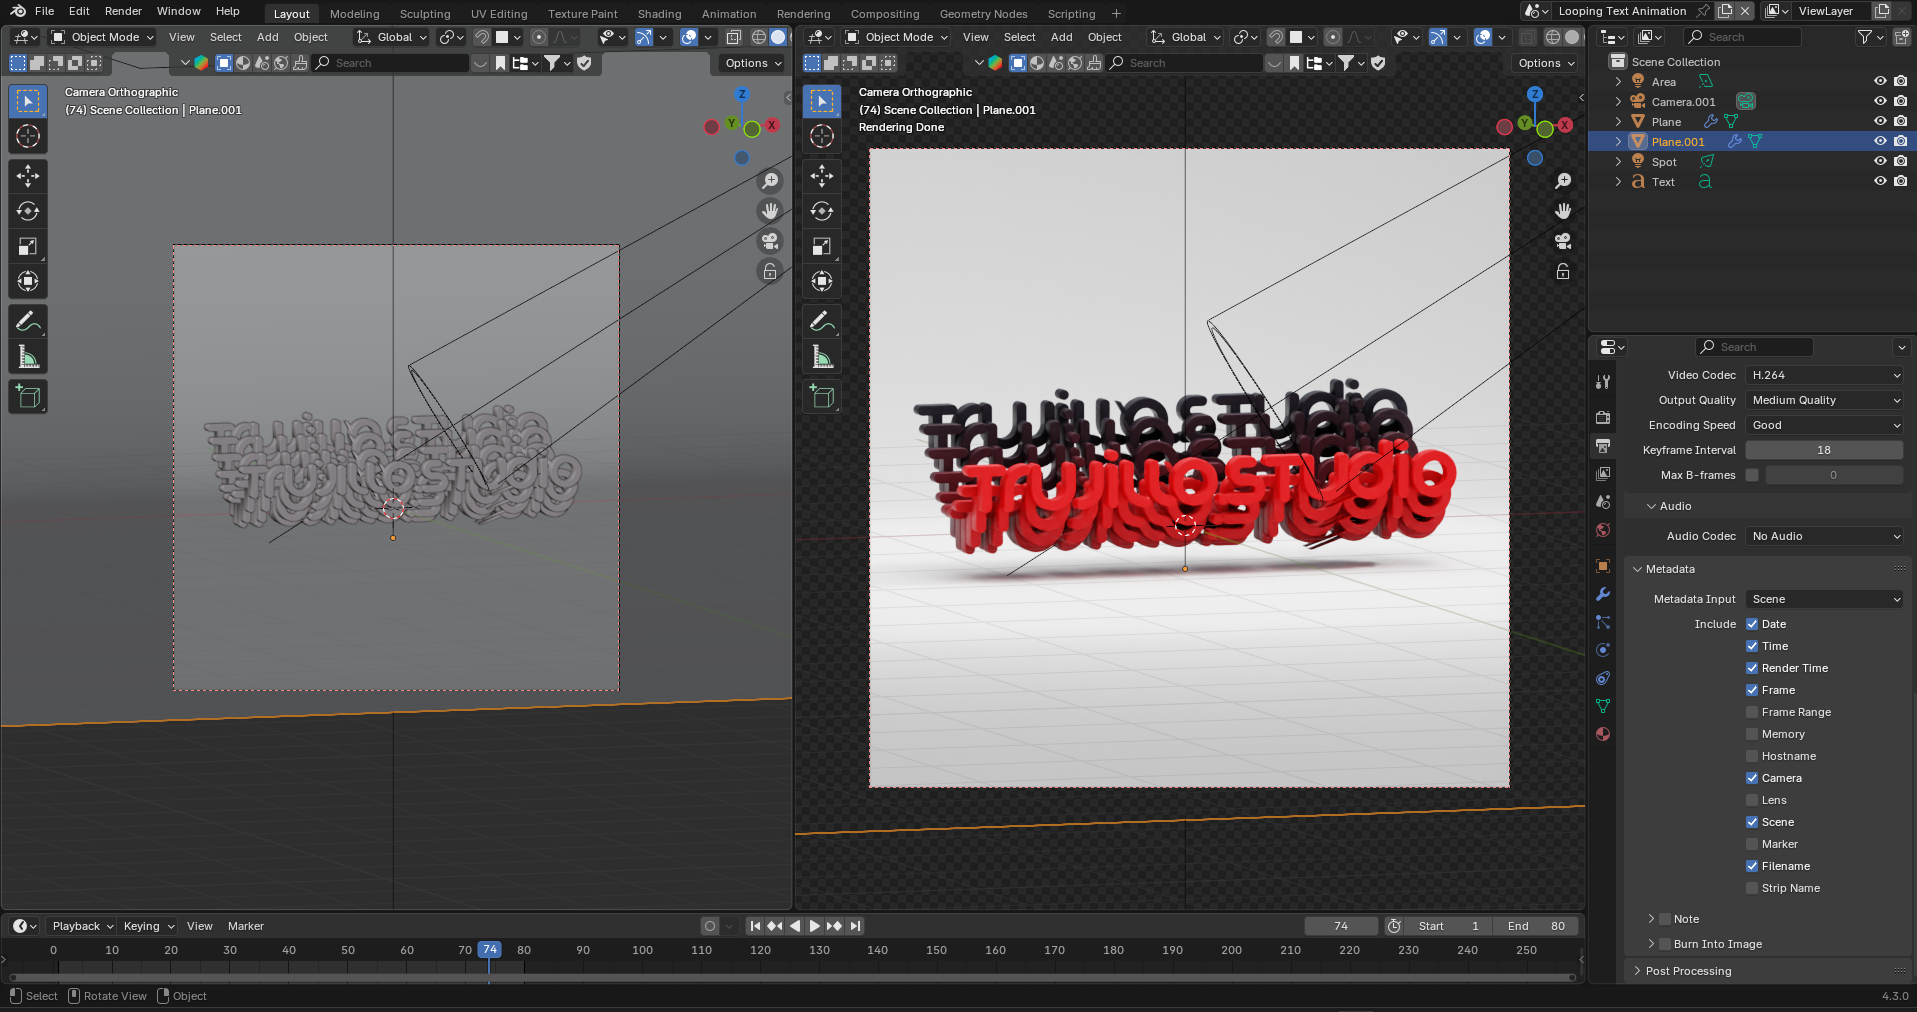 File Edit Render Window Help Layout Modeling Sculpting UV Editing Texture Paint Shading Animation Rendering Compositing Geometry Nodes Scripting + Looping Text Animation ViewLayer
Object Mode View Select Add Object Global
Search Options
Camera Orthographic
(74) Scene Collection | Plane.001
Z
Y X
TrujilloSTUDIO
Object Mode View Select Add Object Global
Search Options
Camera Orthographic
(74) Scene Collection | Plane.001
Rendering Done
Z
Y X
TrujilloSTUDIO
Search
Scene Collection
Area
Camera.001
Plane
Plane.001
Spot
Text
Search
Video Codec H.264
Output Quality Medium Quality
Encoding Speed Good
Keyframe Interval 18
Max B-frames 0
Audio
Audio Codec No Audio
Metadata
Metadata Input Scene
Include Date
Time
Render Time
Frame
Frame Range
Memory
Hostname
Camera
Lens
Scene
Marker
Filename
Strip Name
Note
Burn Into Image
Post Processing
Playback Keying View Marker 74 Start 1 End 80
0 10 20 30 40 50 60 70 74 80 90 100 110 120 130 140 150 160 170 180 190 200 210 220 230 240 250
Select Rotate View Object 4.3.0